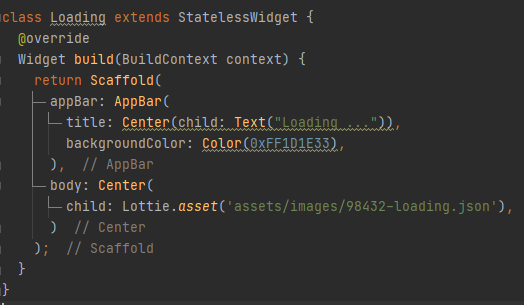 class Loading extends StatelessWidget {
@override
Widget build(BuildContext context) {
return Scaffold(
appBar: AppBar(
title: Center(child: Text("Loading ...")),
backgroundColor: Color(0xFF1D1E33),
), // AppBar
body: Center(
child: Lottie.asset('assets/images/98432-loading.json'),
) // Center
); // Scaffold
}
}